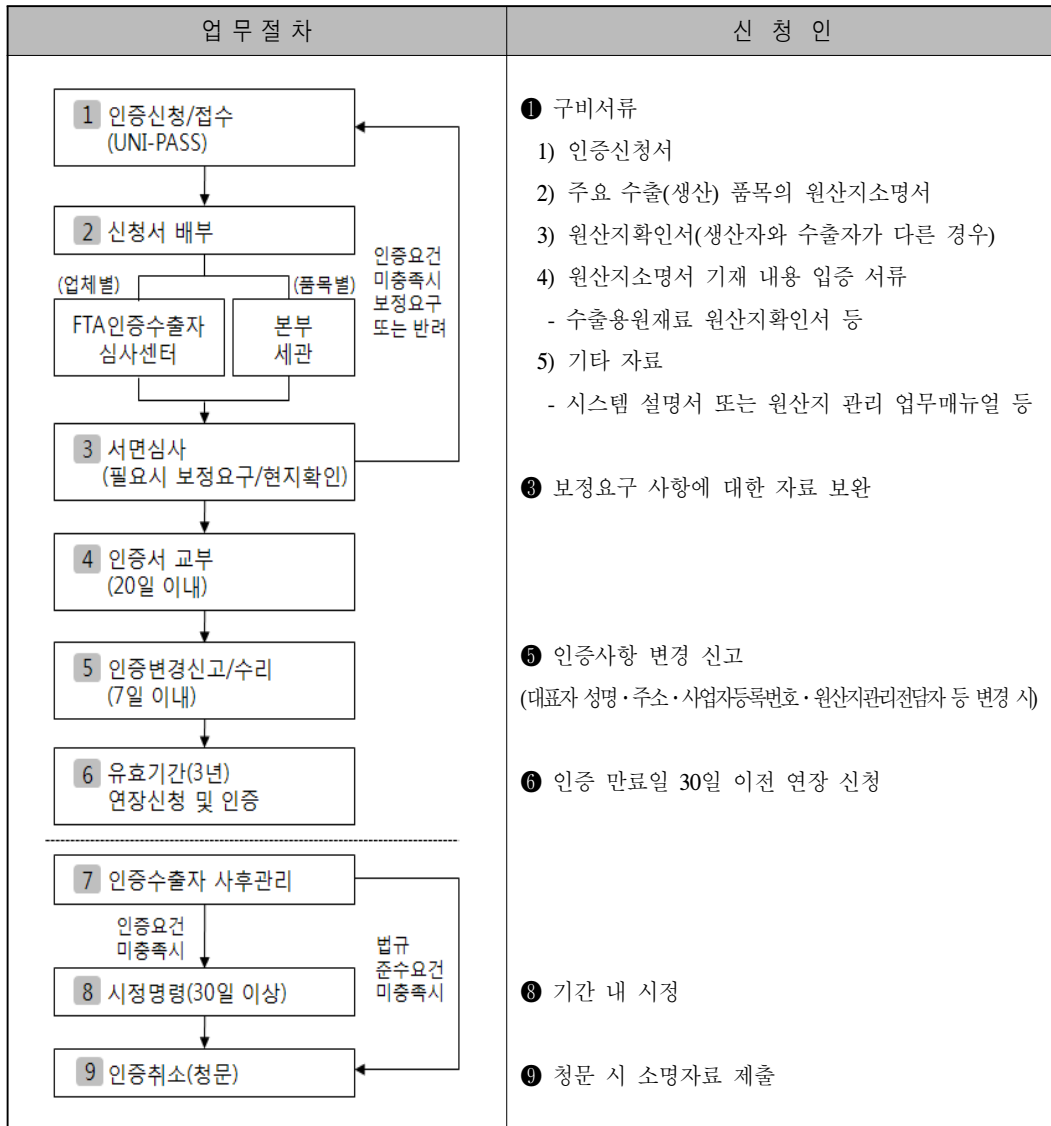 업 무 절 차
신 청 인
1 인증신청/접수
(UNI-PASS)
2 신청서 배부
(업체별)
(품목별)
FTA인증수출자
심사센터
본부
세관
인증요건
미충족시
보정요구
또는 반려
3 서면심사
(필요시 보정요구/현지확인)
4 인증서 교부
(20일 이내)
5 인증변경신고/수리
(7일 이내)
6 유효기간(3년)
연장신청 및 인증
7 인증수출자 사후관리
인증요건
미충족시
법규
준수요건
미충족시
8 시정명령(30일 이상)
9 인증취소(청문)
❶ 구비서류
1) 인증신청서
2) 주요 수출(생산) 품목의 원산지소명서
3) 원산지확인서(생산자와 수출자가 다른 경우)
4) 원산지소명서 기재 내용 입증 서류
- 수출용원재료 원산지확인서 등
5) 기타 자료
- 시스템 설명서 또는 원산지 관리 업무매뉴얼 등
❸ 보정요구 사항에 대한 자료 보완
❺ 인증사항 변경 신고
(대표자 성명·주소·사업자등록번호·원산지관리전담자 등 변경 시)
❻ 인증 만료일 30일 이전 연장 신청
❽ 기간 내 시정
❾ 청문 시 소명자료 제출